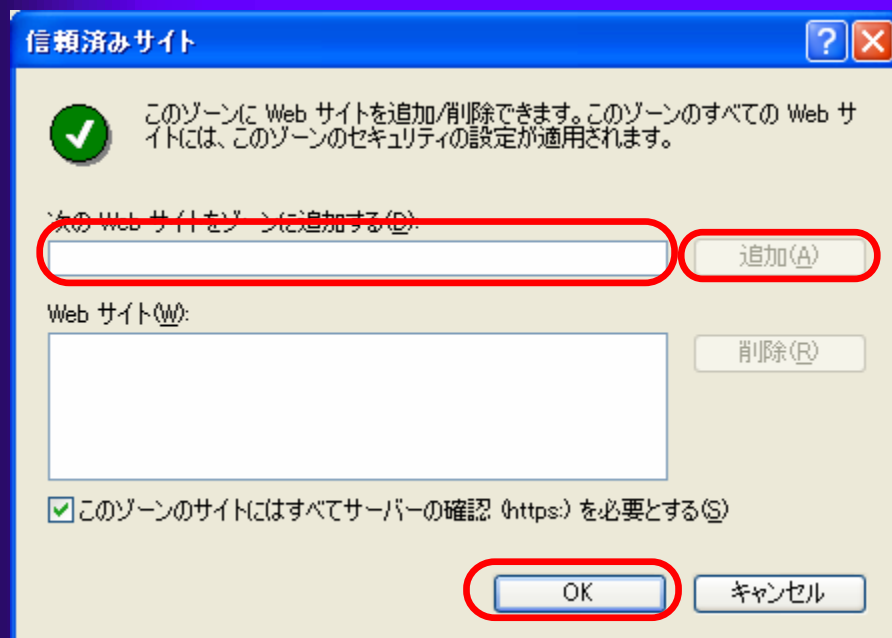 信頼済みサイト
このゾーンに Web サイトを追加/削除できます。このゾーンのすべての Web サ
イトには、このゾーンのセキュリティの設定が適用されます。
次の Web サイトをゾーンに追加する(D):
追加(A)
Web サイト(W):
削除(R)
このゾーンのサイトにはすべてサーバーの確認 (https:) を必要とする(S)
OK
キャンセル